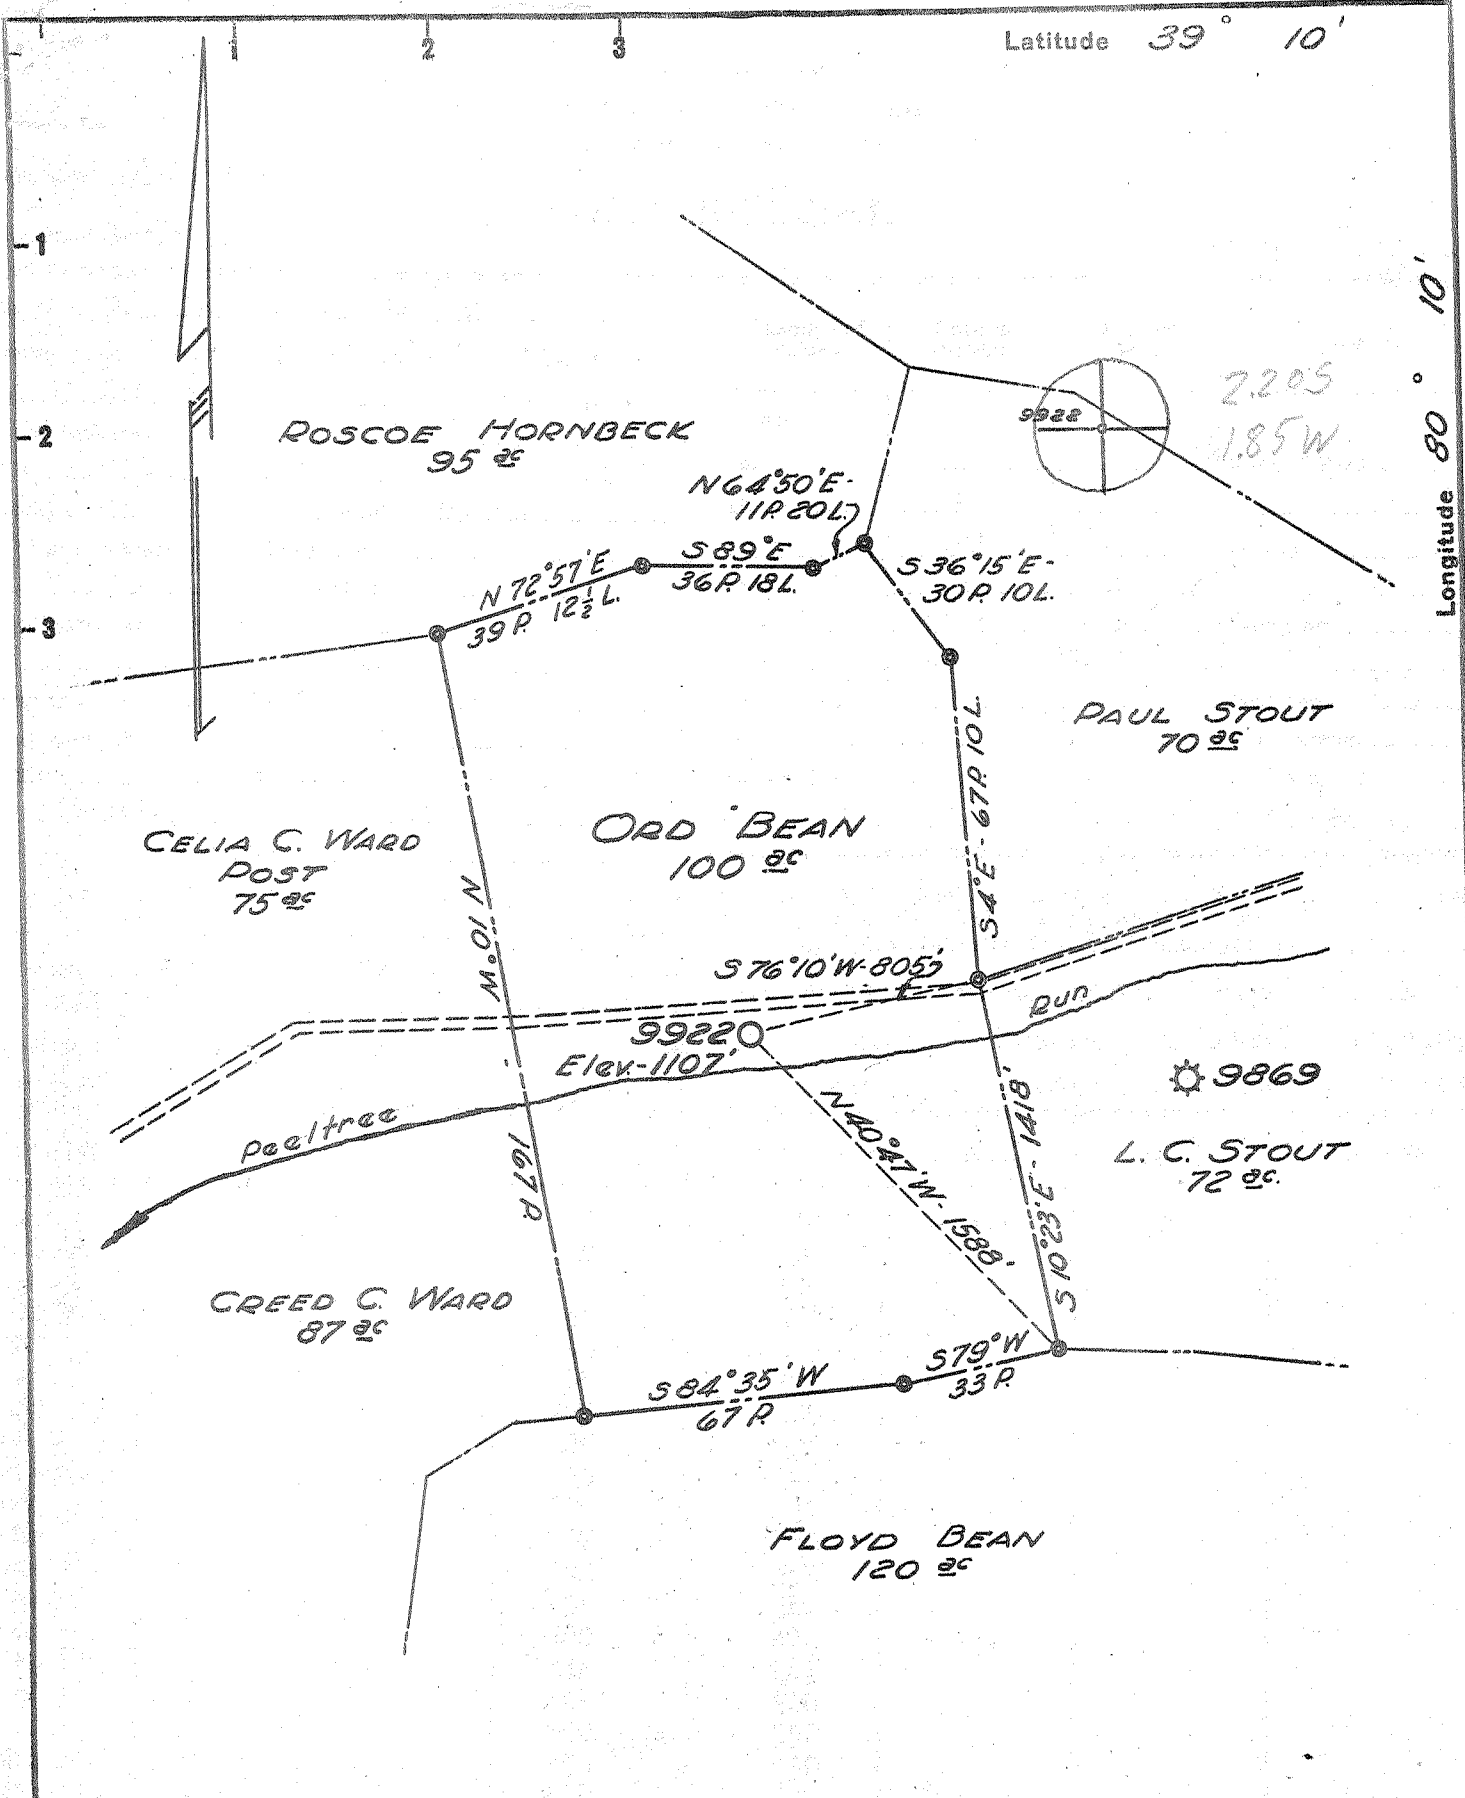 1 2 3
Latitude 39° 10'
-1
-2
-3
Longitude 80° 10'
2.20S
1.85W
9922
ROSCOE HORNBECK
95 ac
N64°50'E-
11P. 20L.
S 89°E
36P. 18L.
N 72°57'E
39 P. 12½ L.
S 36°15'E-
30P. 10L.
PAUL STOUT
70 ac
S4°E - 67P. 10L.
CELIA C. WARD
POST
75 ac
ORD BEAN
100 ac
N 10°W - 167 P.
S 76°10'W-805'
9922
Elev.-1107'
Run
Peeltree
9869
L. C. STOUT
72 ac.
N40°47'W-1588'
S 10°23'E - 1418'
CREED C. WARD
87 ac
S 84°35'W
67 P.
S79°W
33 P.
FLOYD BEAN
120 ac